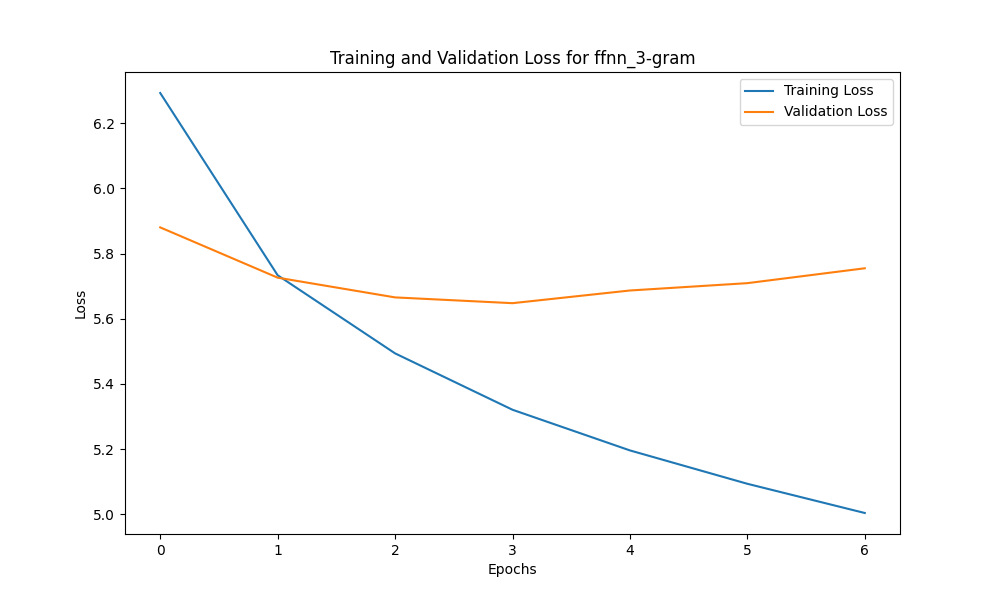 Training and Validation Loss for ffnn_3-gram
Training Loss
Validation Loss
6.2
6.0
5.8
5.6
5.4
5.2
5.0
Loss
0 1 2 3 4 5 6
Epochs